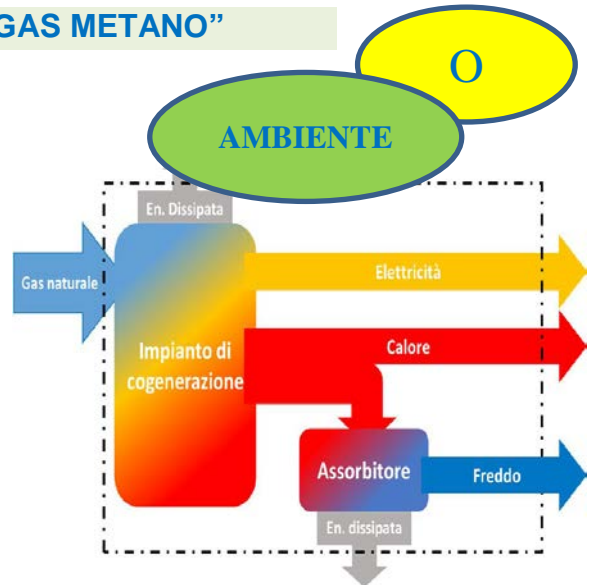 GAS METANO”
O
AMBIENTE
En. Dissipata
Gas naturale
Elettricità
Impianto di
cogenerazione
Calore
Assorbitore
Freddo
En. dissipata